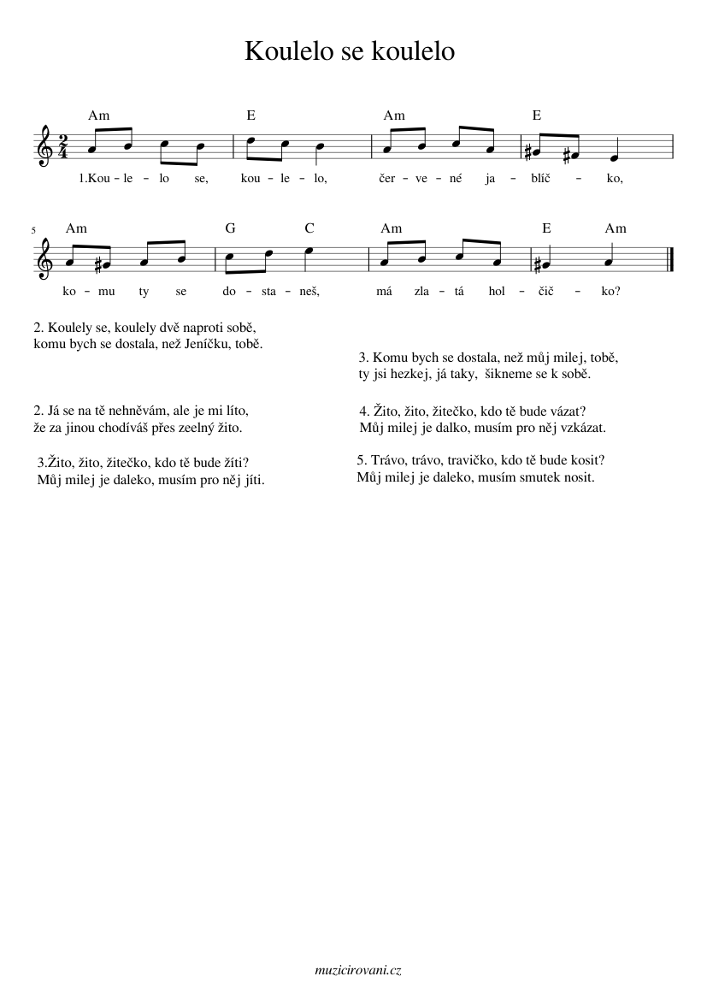 Koulelo se koulelo
Am E Am E
2
4
1.Kou – le – lo se, kou – le – lo, čer – ve – né ja – blíč – ko,
5
Am G C Am E Am
ko – mu ty se do – sta – neš, má zla – tá hol – čič – ko?
2. Koulely se, koulely dvě naproti sobě,
komu bych se dostala, než Jeníčku, tobě.
3. Komu bych se dostala, než můj milej, tobě,
ty jsi hezkej, já taky, šikneme se k sobě.
2. Já se na tě nehněvám, ale je mi líto,
že za jinou chodíváš přes zeelný žito.
4. Žito, žito, žitečko, kdo tě bude vázat?
Můj milej je dalko, musím pro něj vzkázat.
3.Žito, žito, žitečko, kdo tě bude žíti?
Můj milej je daleko, musím pro něj jíti.
5. Trávo, trávo, travičko, kdo tě bude kosit?
Můj milej je daleko, musím smutek nosit.
muzicirovani.cz